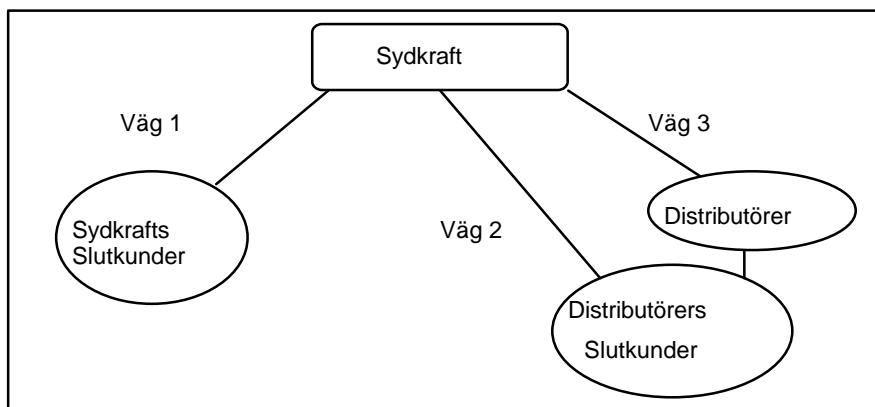 Sydkraft
Väg 1
Väg 3
Sydkrafts
Slutkunder
Väg 2
Distributörer
Distributörers
Slutkunder